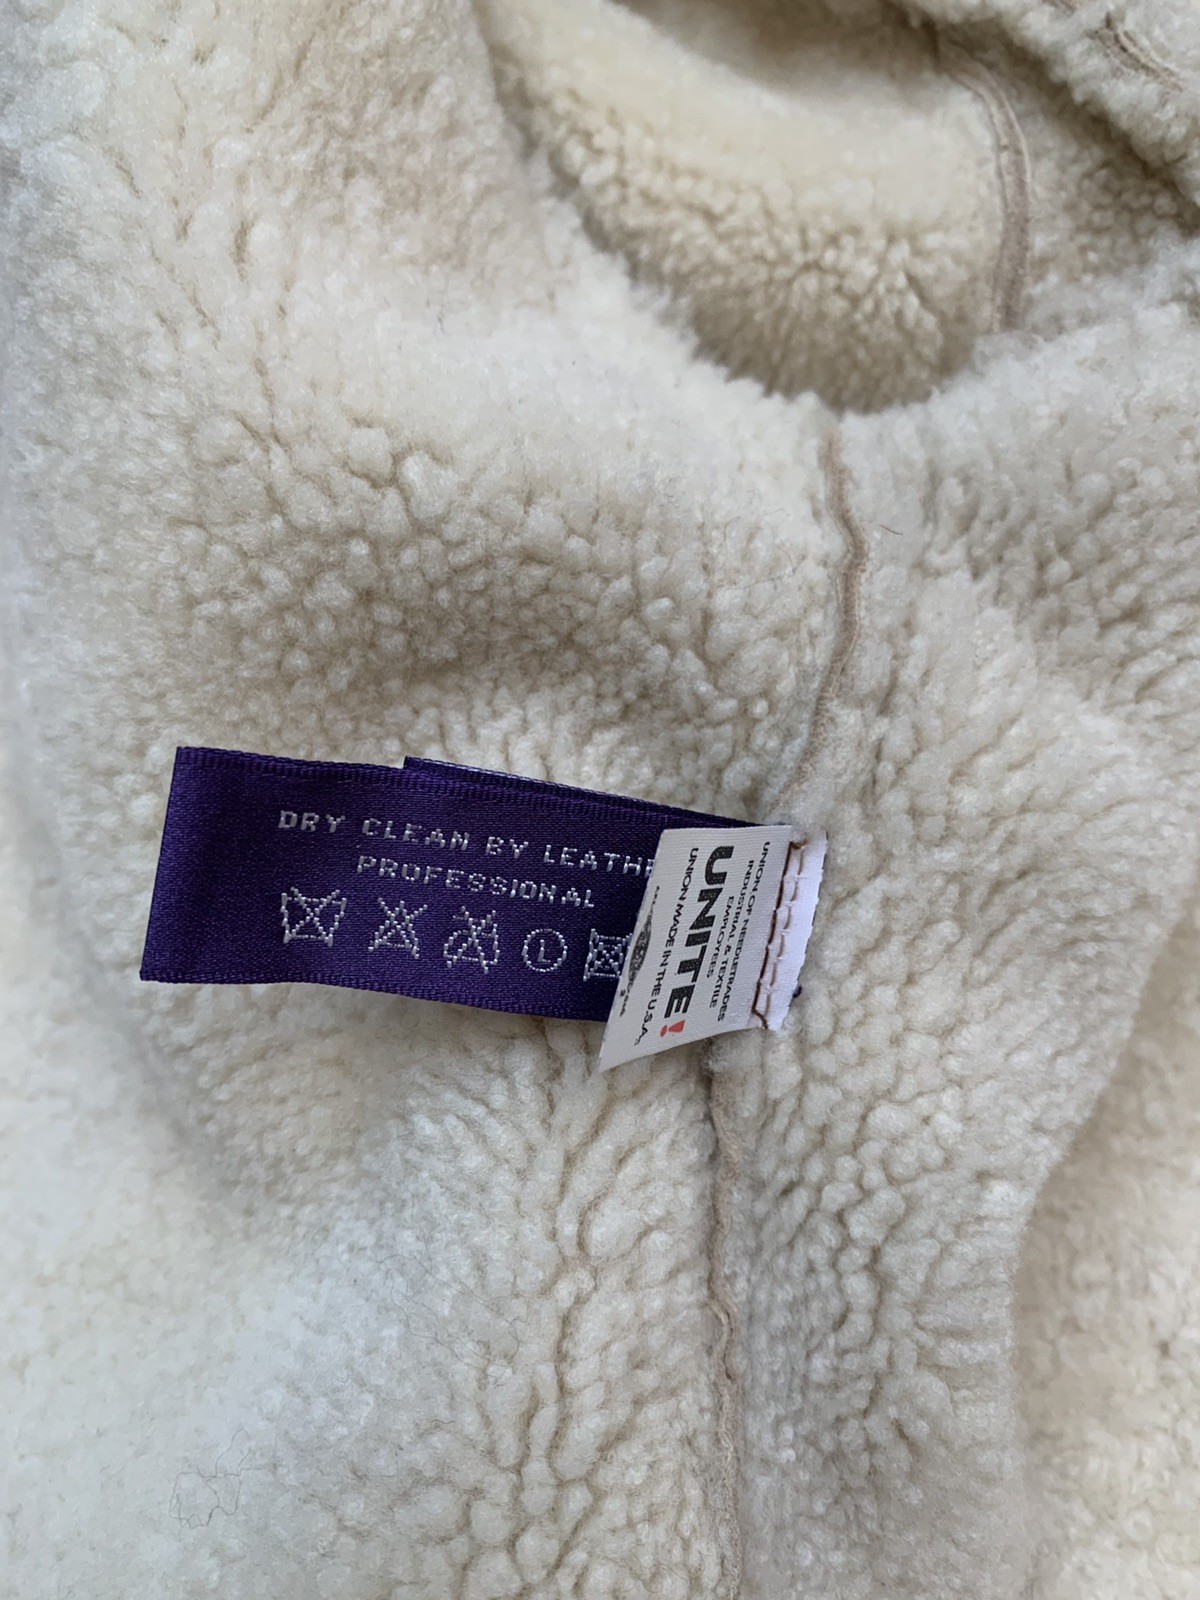 DRY CLEAN BY LEATHE
PROFESSIONAL
L
UNION OF NEEDLETRADES
INDUSTRIAL & TEXTILE
EMPLOYEES
UNITE!
UNION MADE IN THE U.S.A.